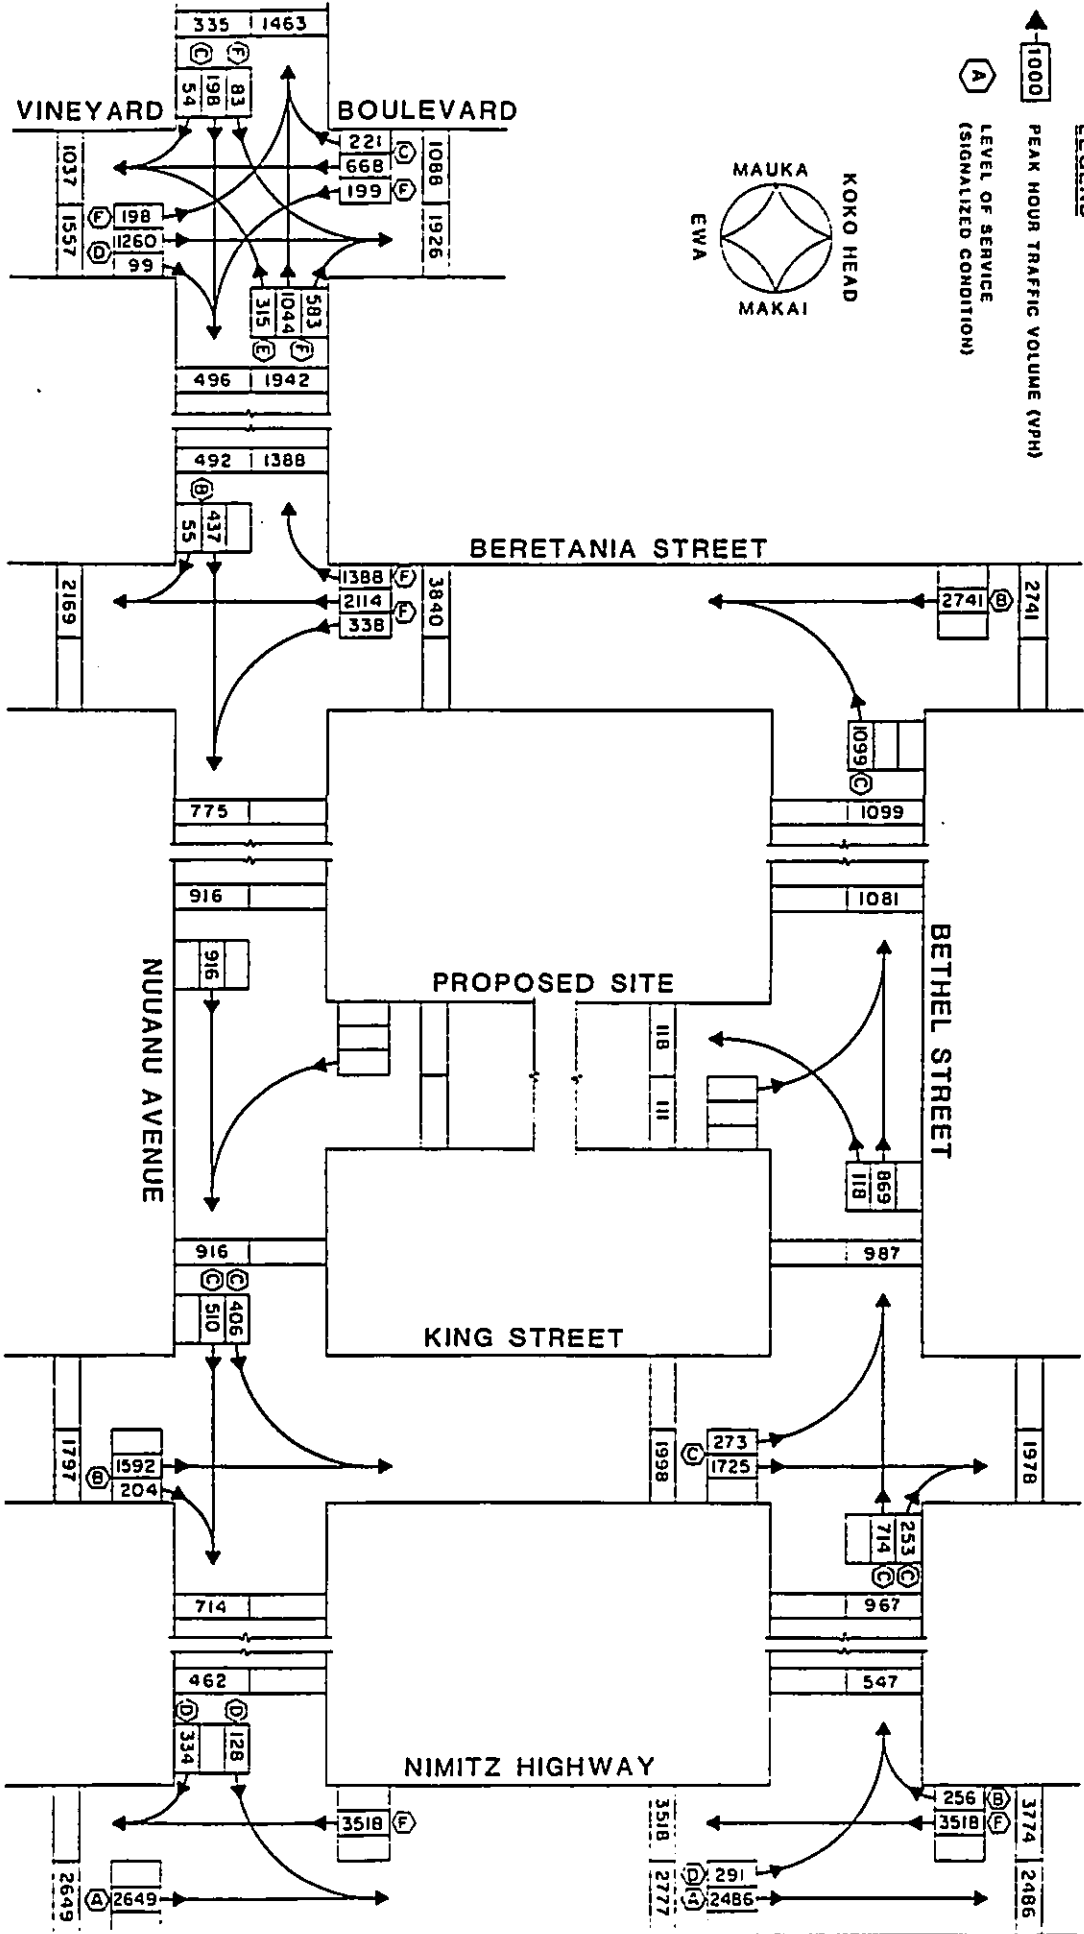 1000 PEAK HOUR TRAFFIC VOLUME (VPH)
A LEVEL OF SERVICE
(SIGNALIZED CONDITION)
KOKO HEAD
MAUKA
MAKAI
EWA
335 1463
C F
54 198 83
VINEYARD BOULEVARD
1037 1557
221 C
668
199 F
1088 1926
F 198
D 1260
99
315 1044 583
E F
496 1942
492 1388
B
55 437
BERETANIA STREET
2169
1388 F
2114 F
338
3840
2741 B
2741
1099
C
775
1099
916
1081
916
NUUANU AVENUE
PROPOSED SITE
BETHEL STREET
118 111
118 869
916
987
C C
510 406
KING STREET
1797
1592
B
204
1998
273
C
1725
1978
714 253
C C
714
967
462
547
D D
334 128
NIMITZ HIGHWAY
2649
3518 F
A 2649
3518 2777
D 291
A 2486
256 B
3518 F
3774 2486